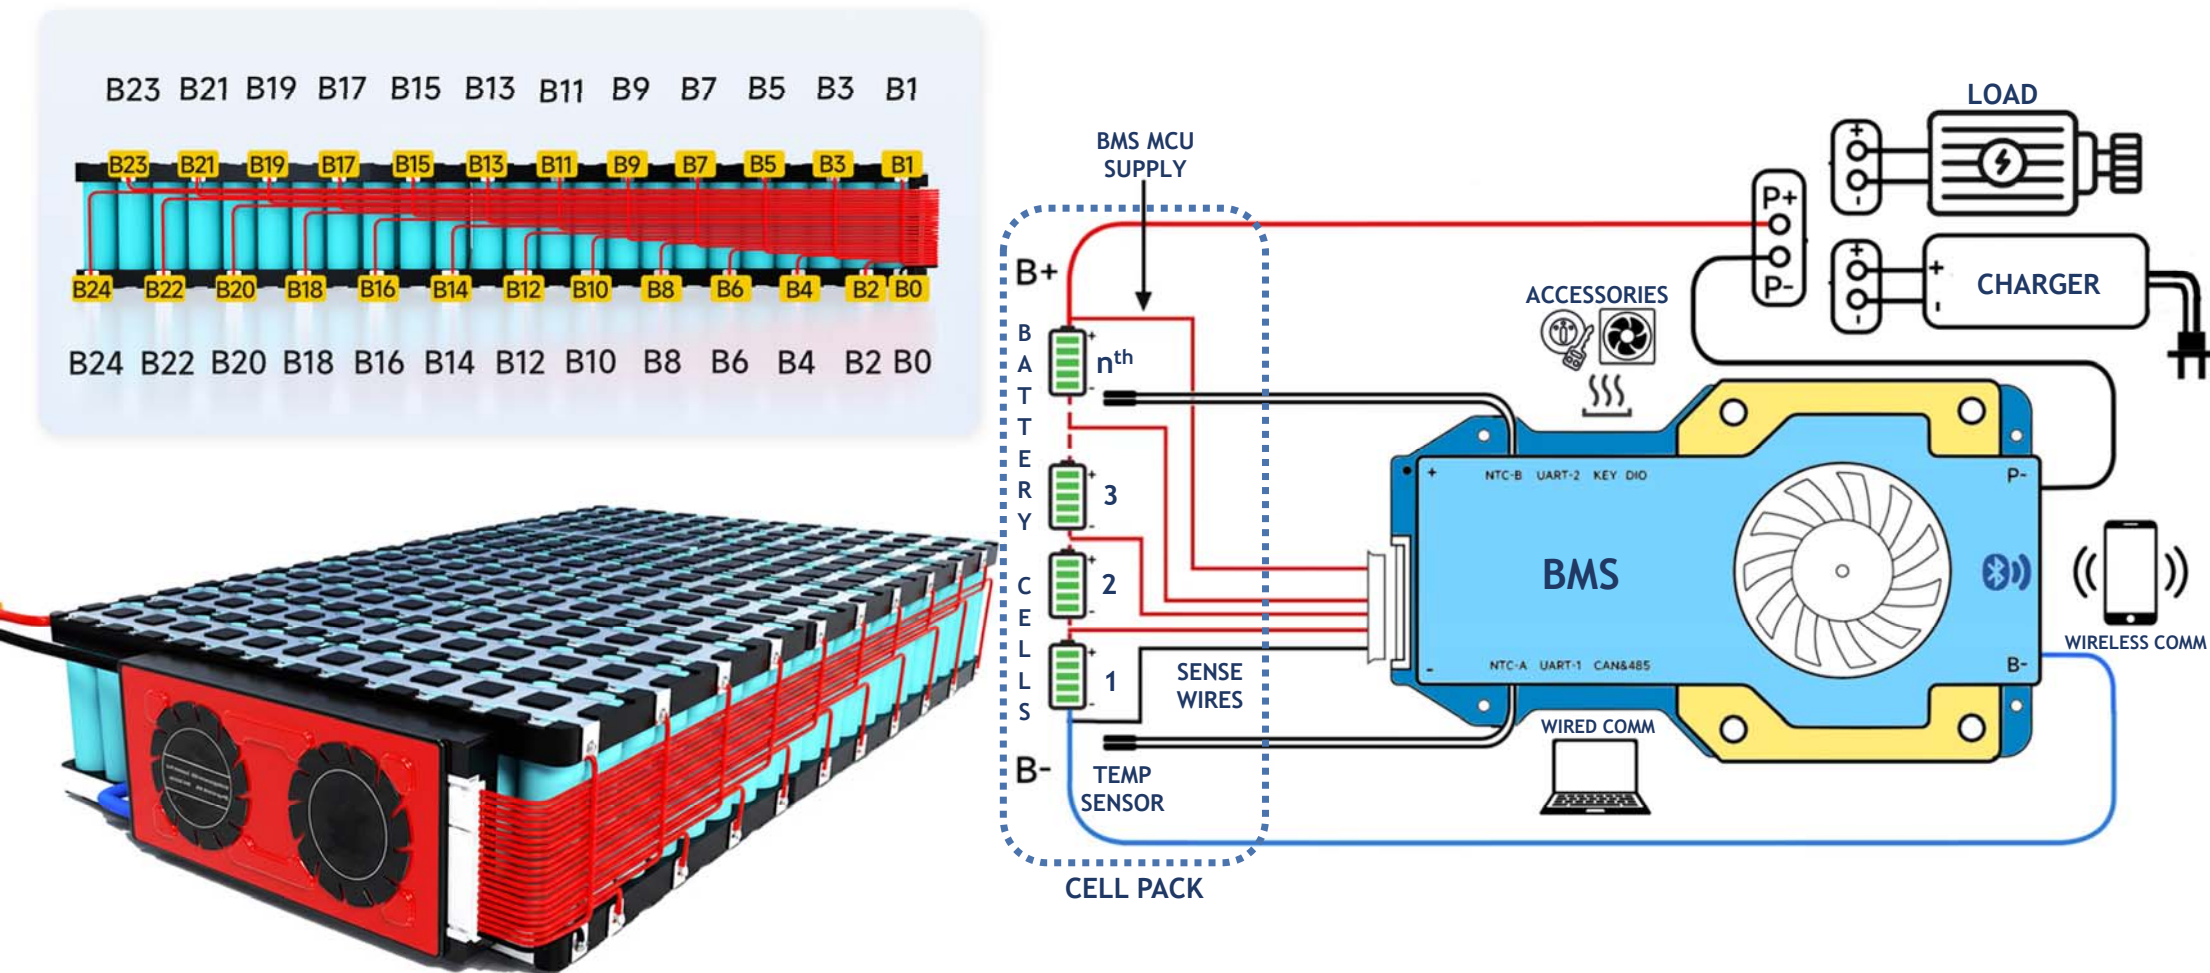 B23 B21 B19 B17 B15 B13 B11 B9 B7 B5 B3 B1
B23 B21 B19 B17 B15 B13 B11 B9 B7 B5 B3 B1
B24 B22 B20 B18 B16 B14 B12 B10 B8 B6 B4 B2 B0
B24 B22 B20 B18 B16 B14 B12 B10 B8 B6 B4 B2 B0
BMS MCU
SUPPLY
B+
BATTERY CELLS
+
nth
-
+
3
-
+
2
-
+
1
-
B-
SENSE
WIRES
TEMP
SENSOR
CELL PACK
LOAD
+
-
P+
P-
+
-
+
-
CHARGER
ACCESSORIES
+
NTC-B UART-2 KEY DIO
P-
BMS
-
NTC-A UART-1 CAN&485
B-
WIRED COMM
WIRELESS COMM